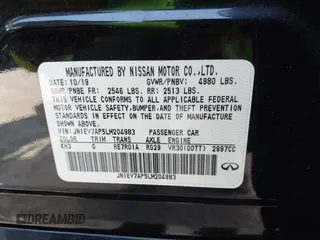 MANUFACTURED BY NISSAN MOTOR CO.,LTD.
DATE: 10/19 GVWR/PNBV: 4980 LBS.
GAWR/PNBE FR: 2546 LBS. RR: 2513 LBS.
THIS VEHICLE CONFORMS TO ALL APPLICABLE FEDERAL
MOTOR VEHICLE SAFETY,BUMPER,AND THEFT PREVENTION
STANDARDS IN EFFECT ON THE DATE OF MANUFACTURE
SHOWN ABOVE.
VIN: JN1EV7AP5LM204983 PASSENGER CAR
COLOR TRIM TRANS AXLE ENGINE
KH3 G RE7R01A RG29 VR30(DDTT) 2997CC
JN1EV7AP5LM204983
DREAMBID